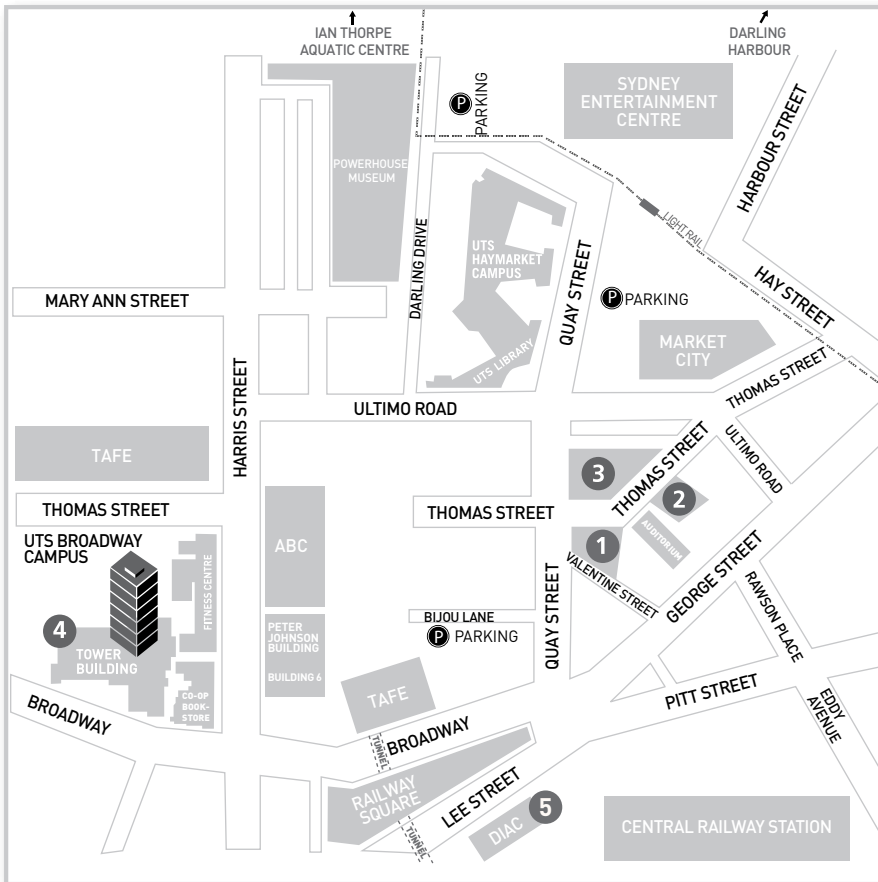 IAN THORPE
AQUATIC CENTRE
DARLING
HARBOUR
P
PARKING
SYDNEY
ENTERTAINMENT
CENTRE
HARBOUR STREET
POWERHOUSE
MUSEUM
DARLING DRIVE
UTS
HAYMARKET
CAMPUS
UTS LIBRARY
QUAY STREET
LIGHT RAIL
HAY STREET
P PARKING
MARY ANN STREET
MARKET
CITY
THOMAS STREET
HARRIS STREET
ULTIMO ROAD
TAFE
3
THOMAS STREET
2
ULTIMO ROAD
THOMAS STREET
ABC
THOMAS STREET
1
AUDITORIUM
VALENTINE STREET
GEORGE STREET
UTS BROADWAY
CAMPUS
FITNESS CENTRE
RAWSON PLACE
4
TOWER
BUILDING
PETER
JOHNSON
BUILDING
BUILDING 6
BIJOU LANE
P PARKING
QUAY STREET
CO-OP
BOOK-
STORE
TAFE
PITT STREET
EDDY
AVENUE
BROADWAY
BROADWAY
TUNNEL
RAILWAY
SQUARE
LEE STREET
TUNNEL
5
DIAC
CENTRAL RAILWAY STATION